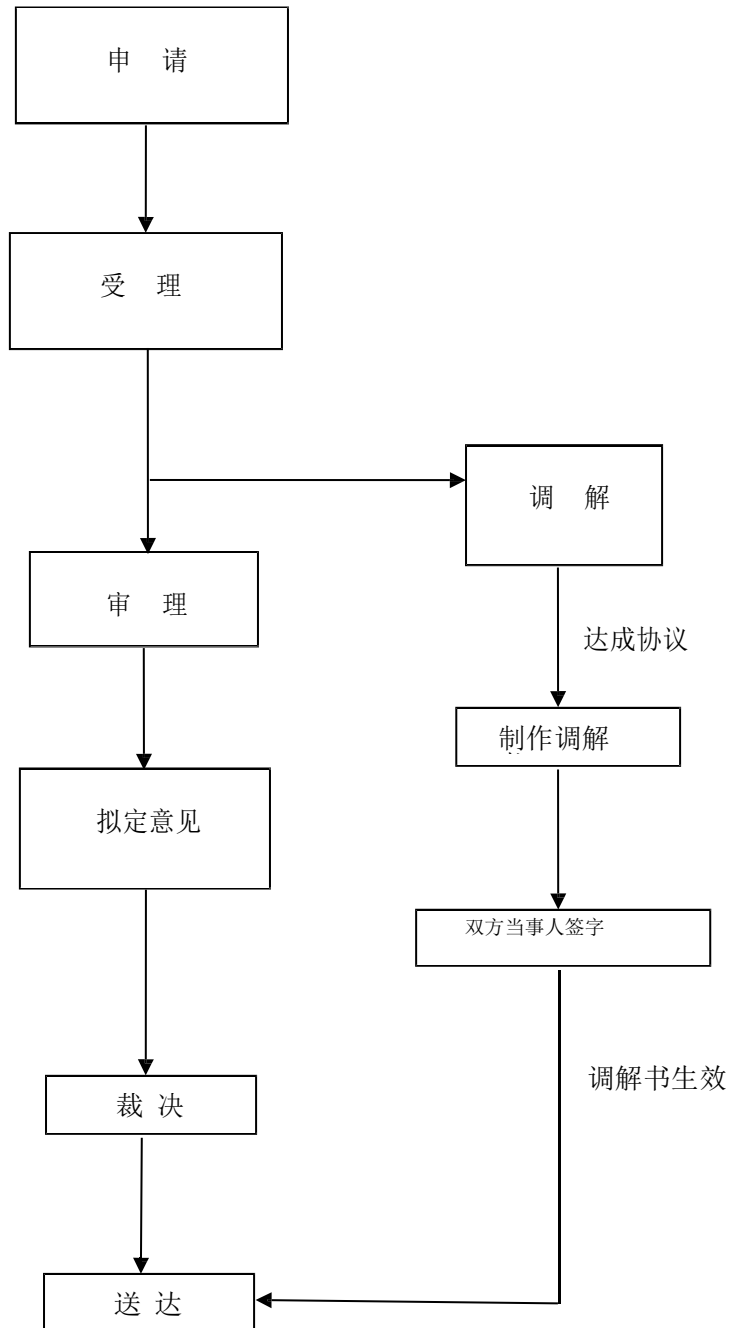 申 请
受 理
调 解
审 理
达成协议
制作调解
拟定意见
双方当事人签字
调解书生效
裁 决
送 达